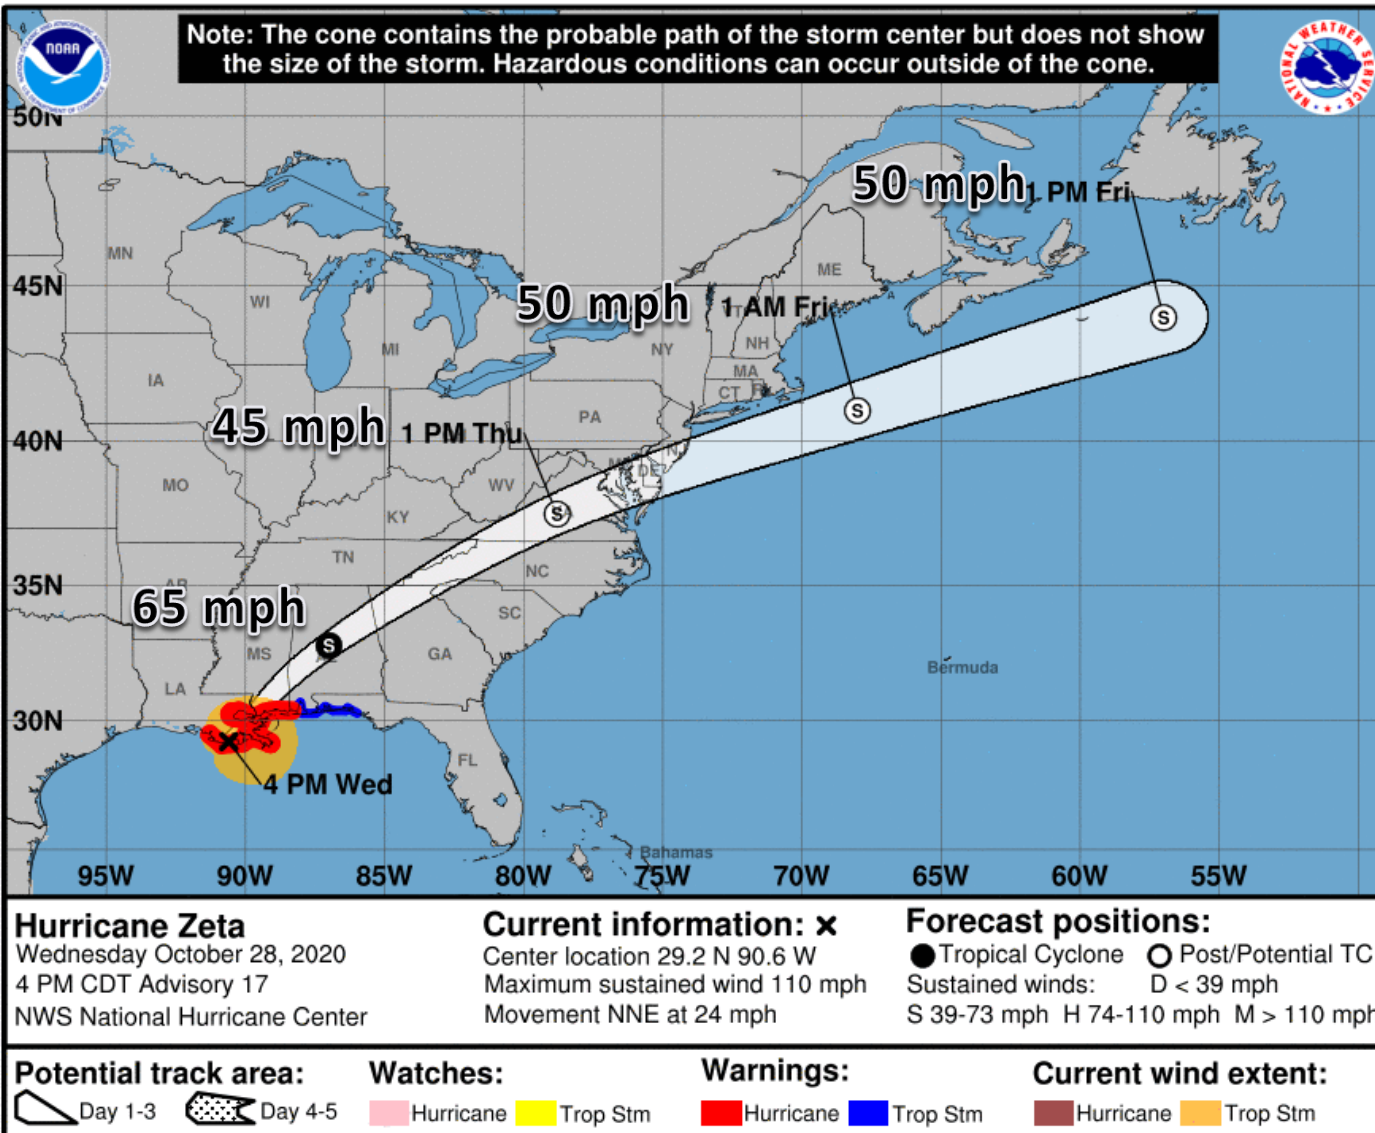 Note: The cone contains the probable path of the storm center but does not show
the size of the storm. Hazardous conditions can occur outside of the cone.
NOAA
NATIONAL WEATHER SERVICE
50N
50 mph
1 PM Fri
MN
ME
45N
WI
50 mph
1 AM Fri
VT
NH
MI
NY
MA
IA
CT
45 mph
1 PM Thu
PA
40N
NJ
MO
WV
DE
KY
TN
NC
35N
AR
65 mph
SC
MS
GA
Bermuda
LA
30N
FL
4 PM Wed
Bahamas
95W 90W 85W 80W 75W 70W 65W 60W 55W
S
S
S
S
Hurricane Zeta
Wednesday October 28, 2020
4 PM CDT Advisory 17
NWS National Hurricane Center
Current information: ×
Center location 29.2 N 90.6 W
Maximum sustained wind 110 mph
Movement NNE at 24 mph
Forecast positions:
Tropical Cyclone Post/Potential TC
Sustained winds: D < 39 mph
S 39-73 mph H 74-110 mph M > 110 mph
Potential track area:
Day 1-3 Day 4-5
Watches:
Hurricane Trop Stm
Warnings:
Hurricane Trop Stm
Current wind extent:
Hurricane Trop Stm